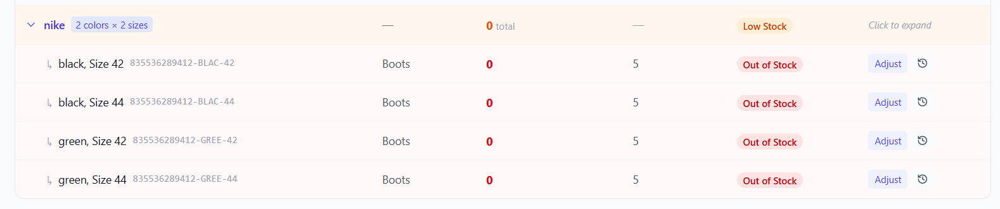 nike 2 colors × 2 sizes — 0 total — Low Stock Click to expand
↳ black, Size 42 835536289412-BLAC-42 Boots 0 5 Out of Stock Adjust
↳ black, Size 44 835536289412-BLAC-44 Boots 0 5 Out of Stock Adjust
↳ green, Size 42 835536289412-GREE-42 Boots 0 5 Out of Stock Adjust
↳ green, Size 44 835536289412-GREE-44 Boots 0 5 Out of Stock Adjust